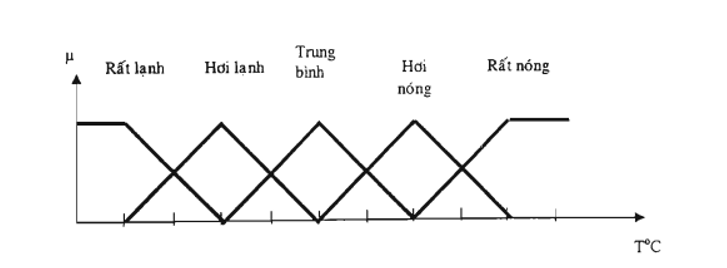 μ
Rất lạnh
Hơi lạnh
Trung
bình
Hơi
nóng
Rất nóng
T°C